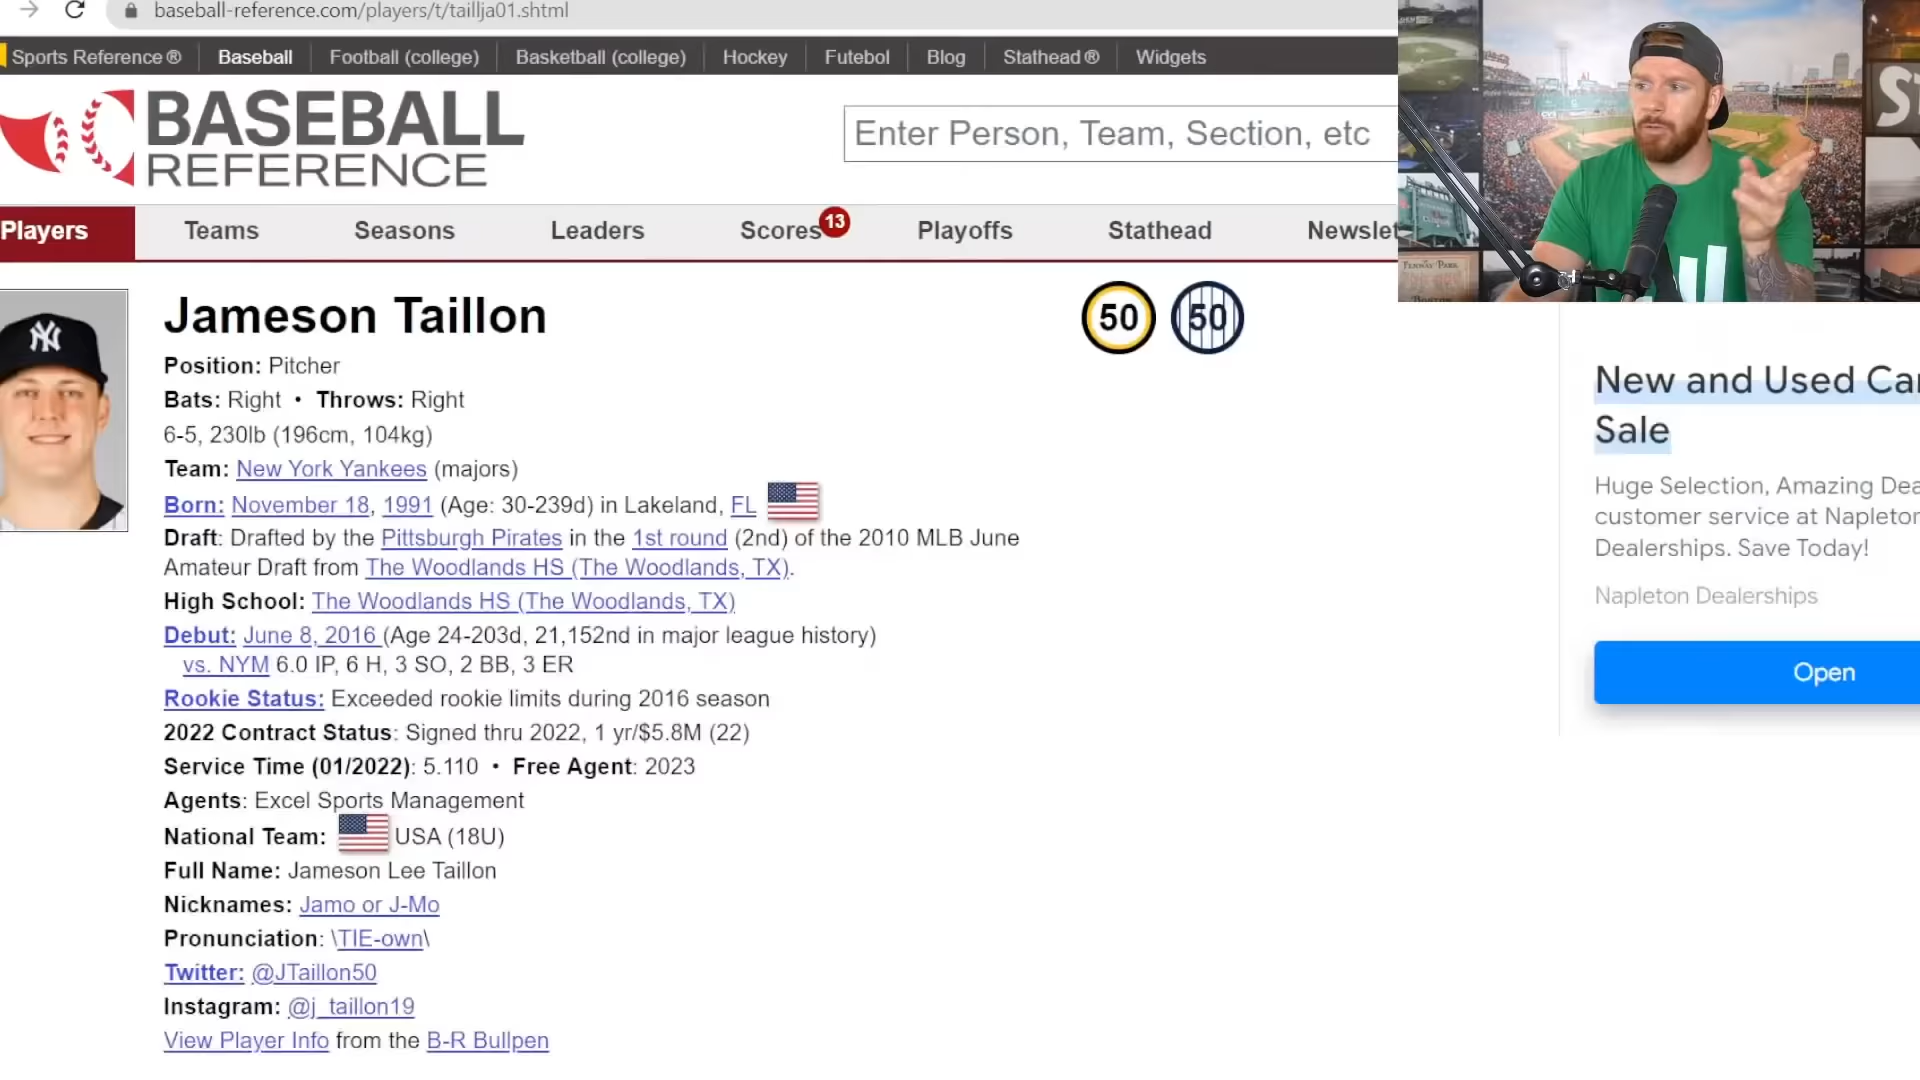 baseball-reference.com/players/t/taillja01.shtml
Sports Reference ® Baseball Football (college) Basketball (college) Hockey Futebol Blog Stathead ® Widgets
BASEBALL
REFERENCE
Enter Person, Team, Section, etc
Players Teams Seasons Leaders Scores 13 Playoffs Stathead Newslet
Jameson Taillon
50 50
Position: Pitcher
Bats: Right • Throws: Right
6-5, 230lb (196cm, 104kg)
Team: New York Yankees (majors)
Born: November 18, 1991 (Age: 30-239d) in Lakeland, FL
Draft: Drafted by the Pittsburgh Pirates in the 1st round (2nd) of the 2010 MLB June
Amateur Draft from The Woodlands HS (The Woodlands, TX).
High School: The Woodlands HS (The Woodlands, TX)
Debut: June 8, 2016 (Age 24-203d, 21,152nd in major league history)
vs. NYM 6.0 IP, 6 H, 3 SO, 2 BB, 3 ER
Rookie Status: Exceeded rookie limits during 2016 season
2022 Contract Status: Signed thru 2022, 1 yr/$5.8M (22)
Service Time (01/2022): 5.110 • Free Agent: 2023
Agents: Excel Sports Management
National Team: USA (18U)
Full Name: Jameson Lee Taillon
Nicknames: Jamo or J-Mo
Pronunciation: \TIE-own\
Twitter: @JTaillon50
Instagram: @j_taillon19
View Player Info from the B-R Bullpen
NY
FENWAY PARK
BOSTON
ST
New and Used Car
Sale
Huge Selection, Amazing Dea
customer service at Napleton
Dealerships. Save Today!
Napleton Dealerships
Open